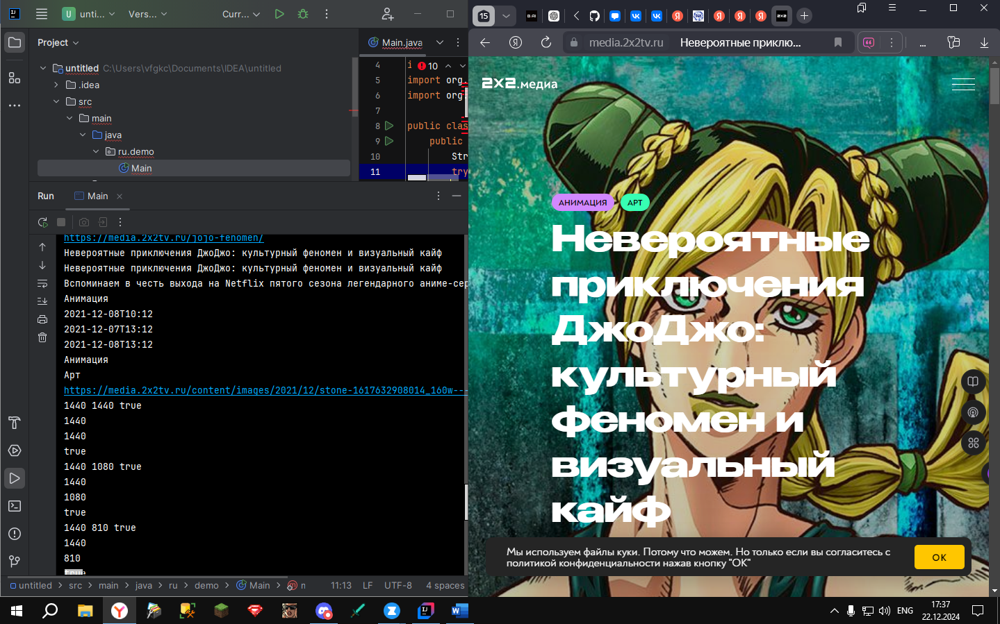 U unti...
Vers...
Curr...
Project
untitled C:\Users\vfgkc\Documents\IDEA\untitled
.idea
src
main
java
ru.demo
Main
Main.java
4 i 10
5 import org.
6 import org
7
8 public clas
9 public
10 Str
11 try
Run Main
https://media.2x2tv.ru/jojo-fenomen/
Невероятные приключения ДжоДжо: культурный феномен и визуальный кайф
Невероятные приключения ДжоДжо: культурный феномен и визуальный кайф
Вспоминаем в честь выхода на Netflix пятого сезона легендарного аниме-сер
Анимация
2021-12-08T10:12
2021-12-07T13:12
2021-12-08T13:12
Анимация
Арт
https://media.2x2tv.ru/content/images/2021/12/stone-1617632908014_160w---
1440 1440 true
1440
1440
true
1440 1080 true
1440
1080
true
1440 810 true
1440
810
true
untitled > src > main > java > ru > demo > Main
11:13 LF UTF-8 4 spaces
15
media.2x2tv.ru Невероятные приклю...
2X2.медиа
АНИМАЦИЯ АРТ
Невероятные
приключения
ДжоДжо:
культурный
феномен и
визуальный
кайф
Мы используем файлы куки. Потому что можем. Но только если вы согласитесь с
политикой конфиденциальности нажав кнопку "ОК"
ОК
ENG
17:37
22.12.2024